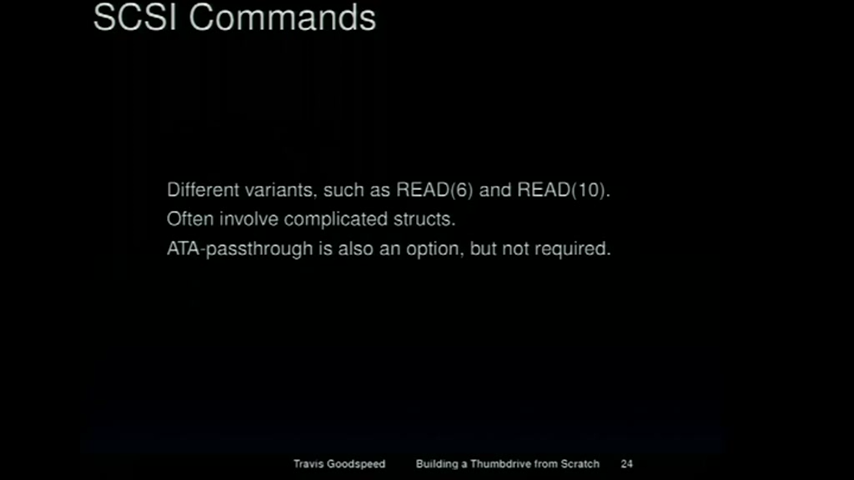 SCSI Commands
Different variants, such as READ(6) and READ(10).
Often involve complicated structs.
ATA-passthrough is also an option, but not required.
Travis Goodspeed Building a Thumbdrive from Scratch 24